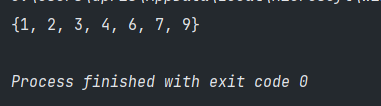 {1, 2, 3, 4, 6, 7, 9}
Process finished with exit code 0